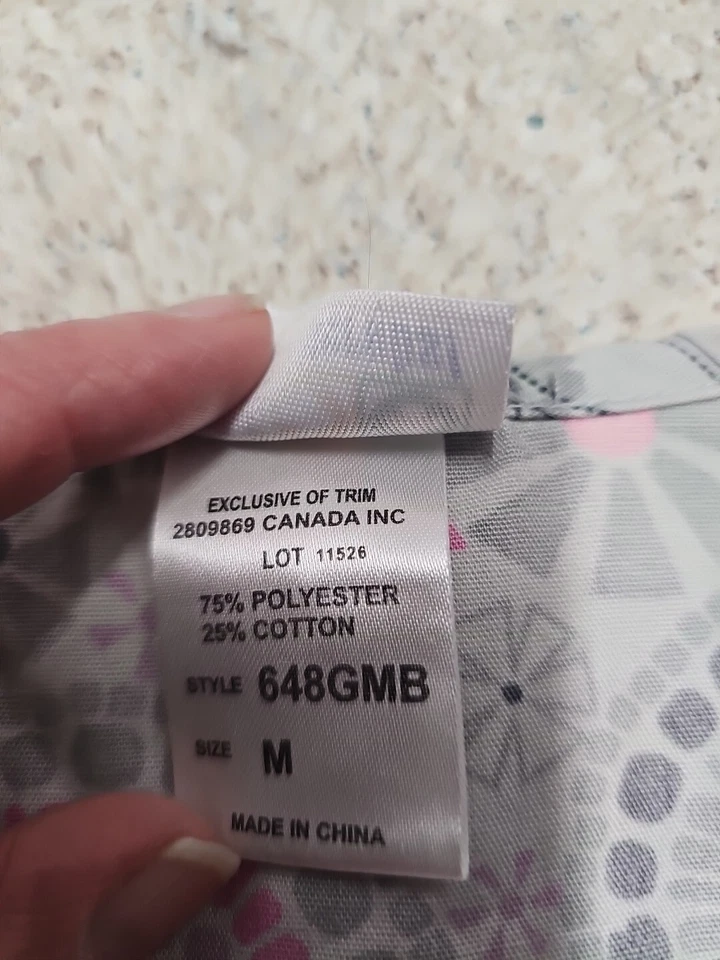 EXCLUSIVE OF TRIM
2809869 CANADA INC
LOT 11526
75% POLYESTER
25% COTTON
STYLE 648GMB
SIZE M
MADE IN CHINA